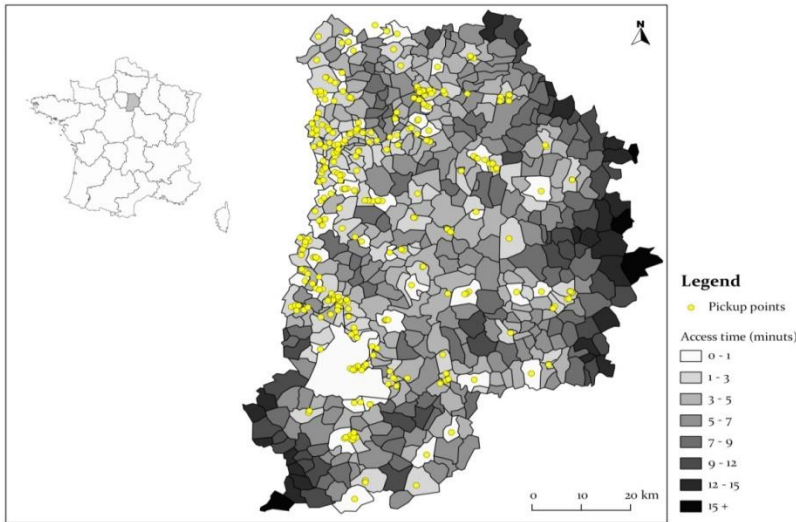 N
Legend
Pickup points
Access time (minuts)
0 - 1
1 - 3
3 - 5
5 - 7
7 - 9
9 - 12
12 - 15
15 +
0 10 20 km